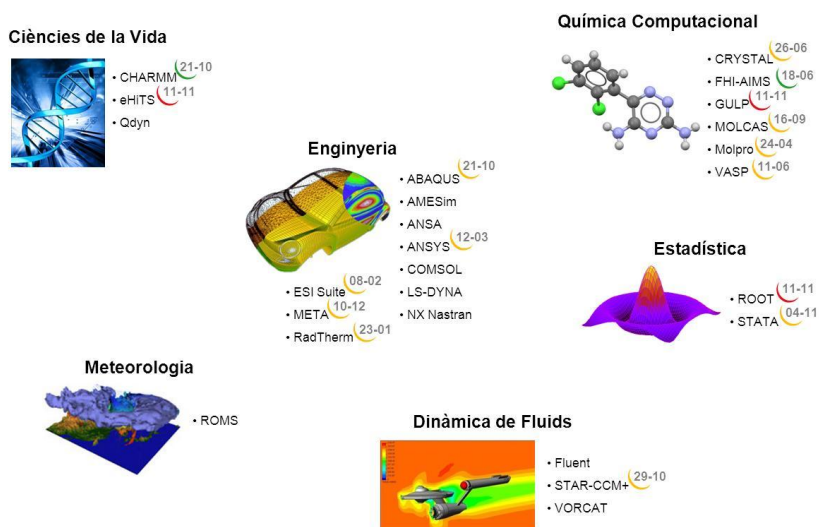 Ciències de la Vida
• CHARMM 21-10
• eHiTS 11-11
• Qdyn
Química Computacional
• CRYSTAL 26-06
• FHI-AIMS 18-06
• GULP 11-11
• MOLCAS 16-09
• Molpro 24-04
• VASP 11-06
Enginyeria
• ABAQUS 21-10
• AMESim
• ANSA
• ANSYS 12-03
• COMSOL
• LS-DYNA
• NX Nastran
• ESI Suite 08-02
• META 10-12
• RadTherm 23-01
Estadística
• ROOT 11-11
• STATA 04-11
Meteorologia
• ROMS
Dinàmica de Fluids
• Fluent
• STAR-CCM+ 29-10
• VORCAT